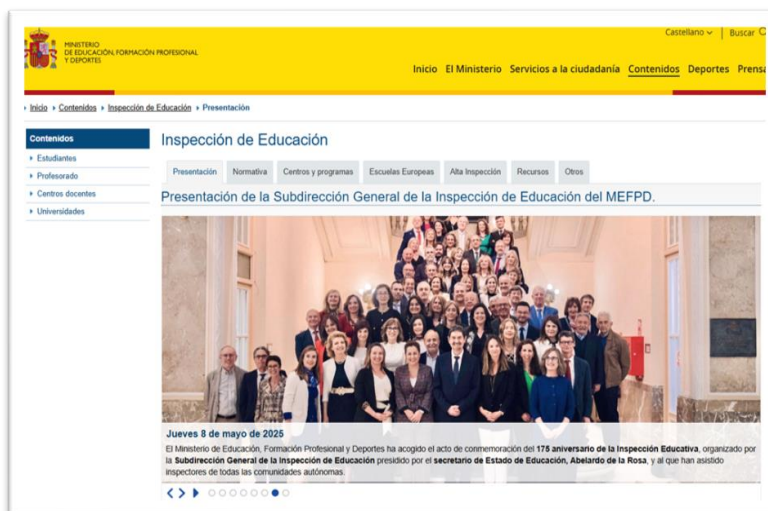 Castellano
Buscar
MINISTERIO
DE EDUCACIÓN, FORMACIÓN PROFESIONAL
Y DEPORTES
Inicio El Ministerio Servicios a la ciudadanía Contenidos Deportes Prensa
Inicio Contenidos Inspección de Educación Presentación
Contenidos
Estudiantes
Profesorado
Centros docentes
Universidades
Inspección de Educación
Presentación Normativa Centros y programas Escuelas Europeas Alta Inspección Recursos Otros
Presentación de la Subdirección General de la Inspección de Educación del MEFPD.
Jueves 8 de mayo de 2025
El Ministerio de Educación, Formación Profesional y Deportes ha acogido el acto de conmemoración del 175 aniversario de la Inspección Educativa, organizado por
la Subdirección General de la Inspección de Educación presidido por el secretario de Estado de Educación, Abelardo de la Rosa, y al que han asistido
inspectores de todas las comunidades autónomas.